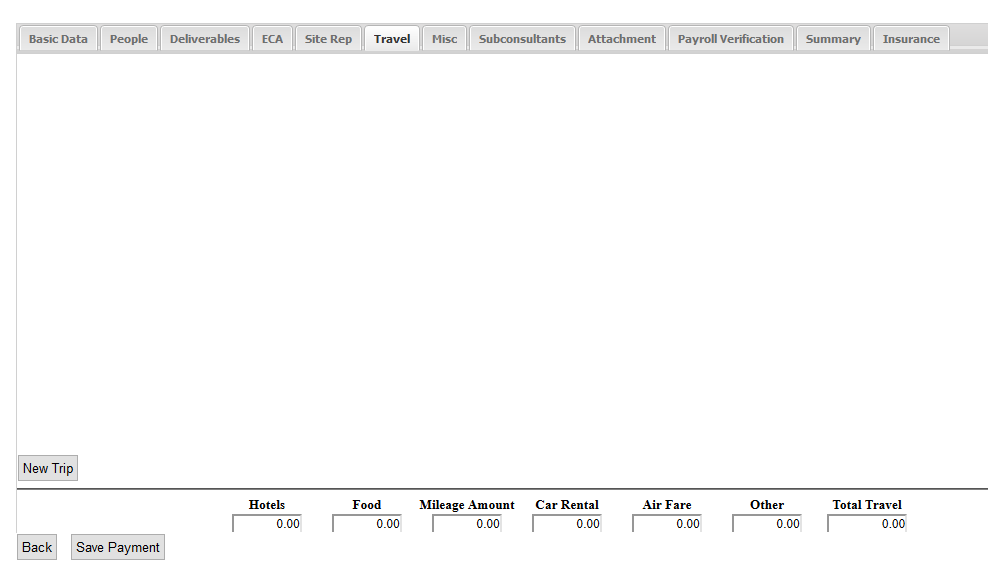 Basic Data People Deliverables ECA Site Rep Travel Misc Subconsultants Attachment Payroll Verification Summary Insurance
New Trip
Hotels Food Mileage Amount Car Rental Air Fare Other Total Travel
0.00 0.00 0.00 0.00 0.00 0.00 0.00
Back Save Payment